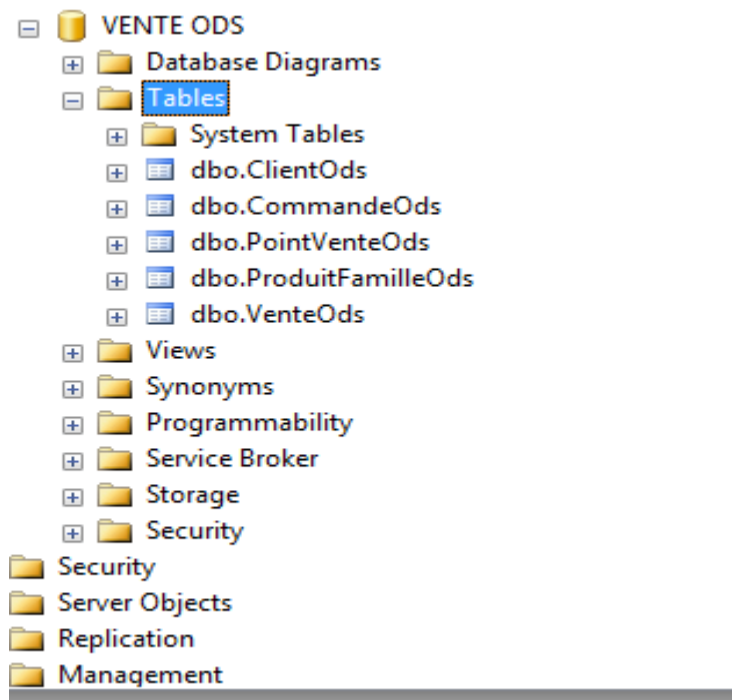 VENTE ODS
Database Diagrams
Tables
System Tables
dbo.ClientOds
dbo.CommandeOds
dbo.PointVenteOds
dbo.ProduitFamilleOds
dbo.VenteOds
Views
Synonyms
Programmability
Service Broker
Storage
Security
Security
Server Objects
Replication
Management